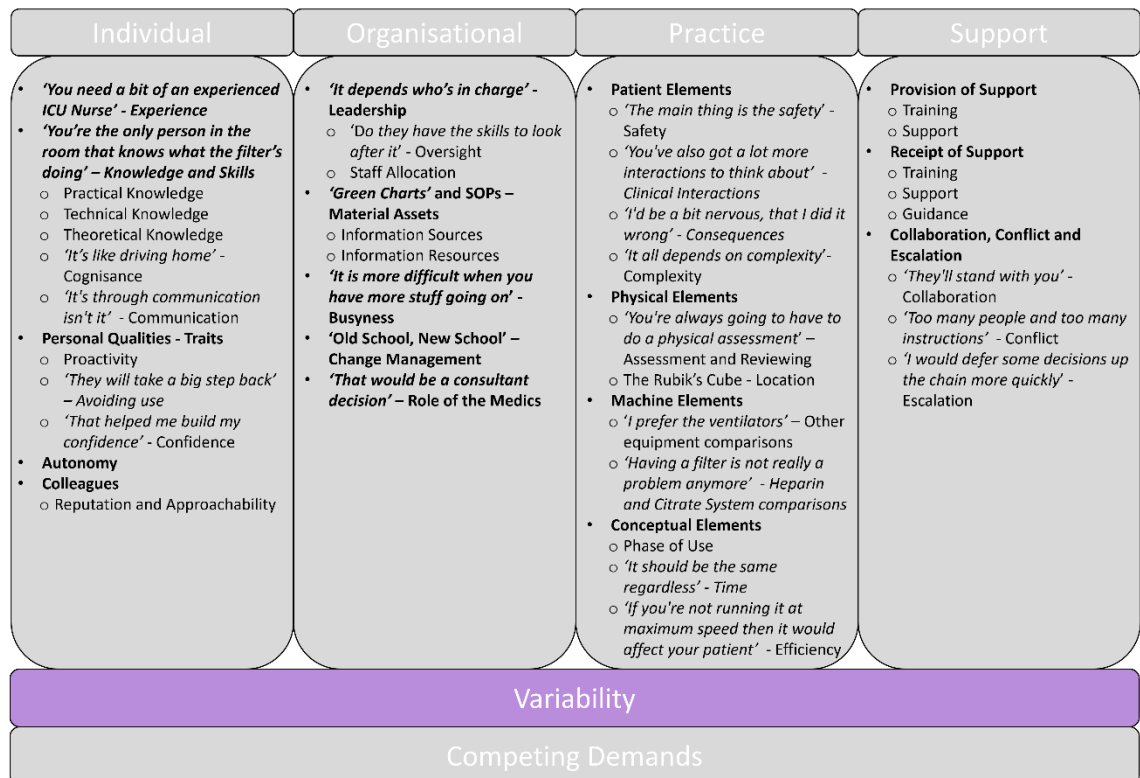 Individual
Organisational
Practice
Support
• ‘You need a bit of an experienced
ICU Nurse’ - Experience
• ‘You’re the only person in the
room that knows what the filter’s
doing’ – Knowledge and Skills
o Practical Knowledge
o Technical Knowledge
o Theoretical Knowledge
o ‘It’s like driving home’ -
Cognisance
o ‘It's through communication
isn't it’ - Communication
• Personal Qualities - Traits
o Proactivity
o ‘They will take a big step back’
– Avoiding use
o ‘That helped me build my
confidence’ - Confidence
• Autonomy
• Colleagues
o Reputation and Approachability
• ‘It depends who’s in charge’ -
Leadership
o ‘Do they have the skills to look
after it’ - Oversight
o Staff Allocation
• ‘Green Charts’ and SOPs –
Material Assets
o Information Sources
o Information Resources
• ‘It is more difficult when you
have more stuff going on’ -
Busyness
• ‘Old School, New School’ –
Change Management
• ‘That would be a consultant
decision’ – Role of the Medics
• Patient Elements
o ‘The main thing is the safety’ -
Safety
o ‘You've also got a lot more
interactions to think about’ -
Clinical Interactions
o ‘I'd be a bit nervous, that I did it
wrong’ - Consequences
o ‘It all depends on complexity’-
Complexity
• Physical Elements
o ‘You're always going to have to
do a physical assessment’ –
Assessment and Reviewing
o The Rubik’s Cube - Location
• Machine Elements
o ‘I prefer the ventilators’ – Other
equipment comparisons
o ‘Having a filter is not really a
problem anymore’ - Heparin
and Citrate System comparisons
• Conceptual Elements
o Phase of Use
o ‘It should be the same
regardless’ - Time
o ‘If you're not running it at
maximum speed then it would
affect your patient’ - Efficiency
• Provision of Support
o Training
o Support
• Receipt of Support
o Training
o Support
o Guidance
• Collaboration, Conflict and
Escalation
o ‘They'll stand with you’ -
Collaboration
o ‘Too many people and too many
instructions’ - Conflict
o ‘I would defer some decisions up
the chain more quickly’ -
Escalation
Variability
Competing Demands